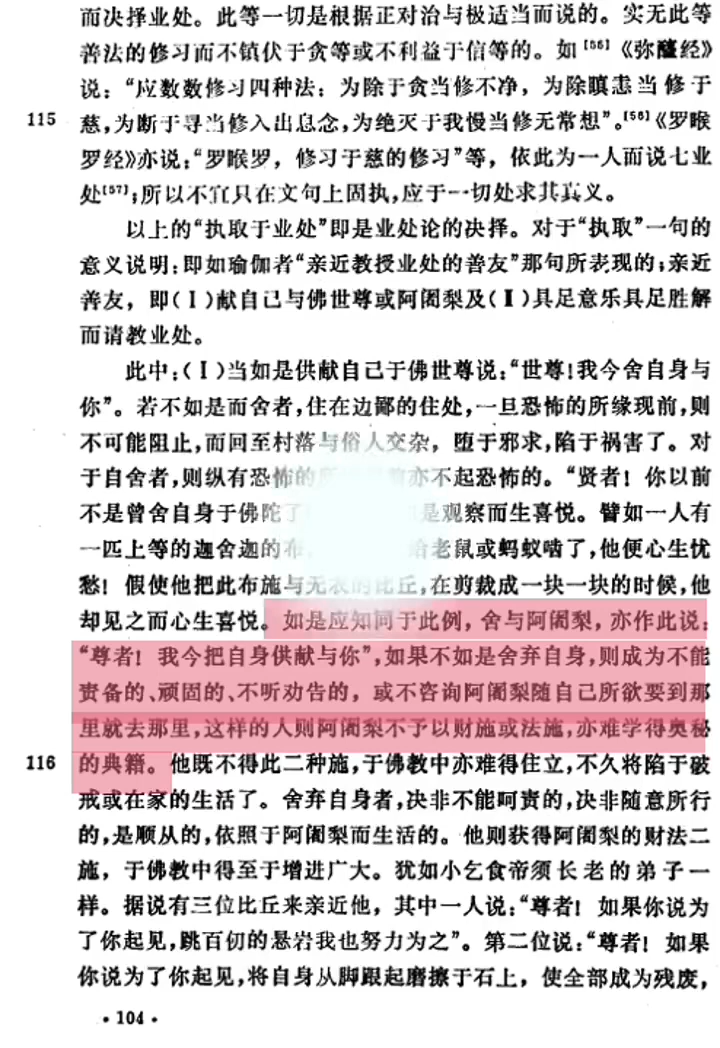 而决择业处。此等一切是根据正对治与极适当而说的。实无此等
善法的修习而不镇伏于贪等或不利益于信等的。如[56]《弥醯经》
说：“应数数修习四种法：为除于贪当修不净，为除瞋恚当修于
115 慈，为断于寻当修入出息念，为绝灭于我慢当修无常想”。[56]《罗睺
罗经》亦说：“罗睺罗，修习于慈的修习”等，依此为一人而说七业
处[57]；所以不宜只在文句上固执，应于一切处求其真义。
以上的“执取于业处”即是业处论的决择。对于“执取”一句的
意义说明：即如瑜伽者“亲近教授业处的善友”那句所表现的；亲近
善友，即（Ⅰ）献自己与佛世尊或阿阇梨及（Ⅱ）具足意乐具足胜解
而请教业处。
此中：（Ⅰ）当如是供献自己于佛世尊说：“世尊！我今舍自身与
你”。若不如是而舍者，住在边鄙的住处，一旦恐怖的所缘现前，则
不可能阻止，而回至村落与俗人交杂，堕于邪求，陷于祸害了。对
于自舍者，则纵有恐怖的 亦不起恐怖的。“贤者！你以前
不是曾舍自身于佛陀了 是观察而生喜悦。譬如一人有
一匹上等的迦舍迦的布， 给老鼠或蚂蚁啮了，他便心生忧
愁！假使他把此布施与无衣的比丘，在剪裁成一块一块的时候，他
却见之而心生喜悦。如是应知同于此例，舍与阿阇梨，亦作此说：
“尊者！我今把自身供献与你”，如果不如是舍弃自身，则成为不能
责备的、顽固的、不听劝告的，或不咨询阿阇梨随自己所欲要到那
里就去那里，这样的人则阿阇梨不予以财施或法施，亦难学得奥秘
116 的典籍。他既不得此二种施，于佛教中亦难得住立，不久将陷于破
戒或在家的生活了。舍弃自身者，决非不能呵责的，决非随意所行
的，是顺从的，依照于阿阇梨而生活的。他则获得阿阇梨的财法二
施，于佛教中得至于增进广大。犹如小乞食帝须长老的弟子一
样。据说有三位比丘来亲近他，其中一人说：“尊者！如果你说为
了你起见，跳百仞的悬岩我也努力为之”。第二位说：“尊者！如果
你说为了你起见，将自身从脚跟起磨擦于石上，使全部成为残废，
·104·